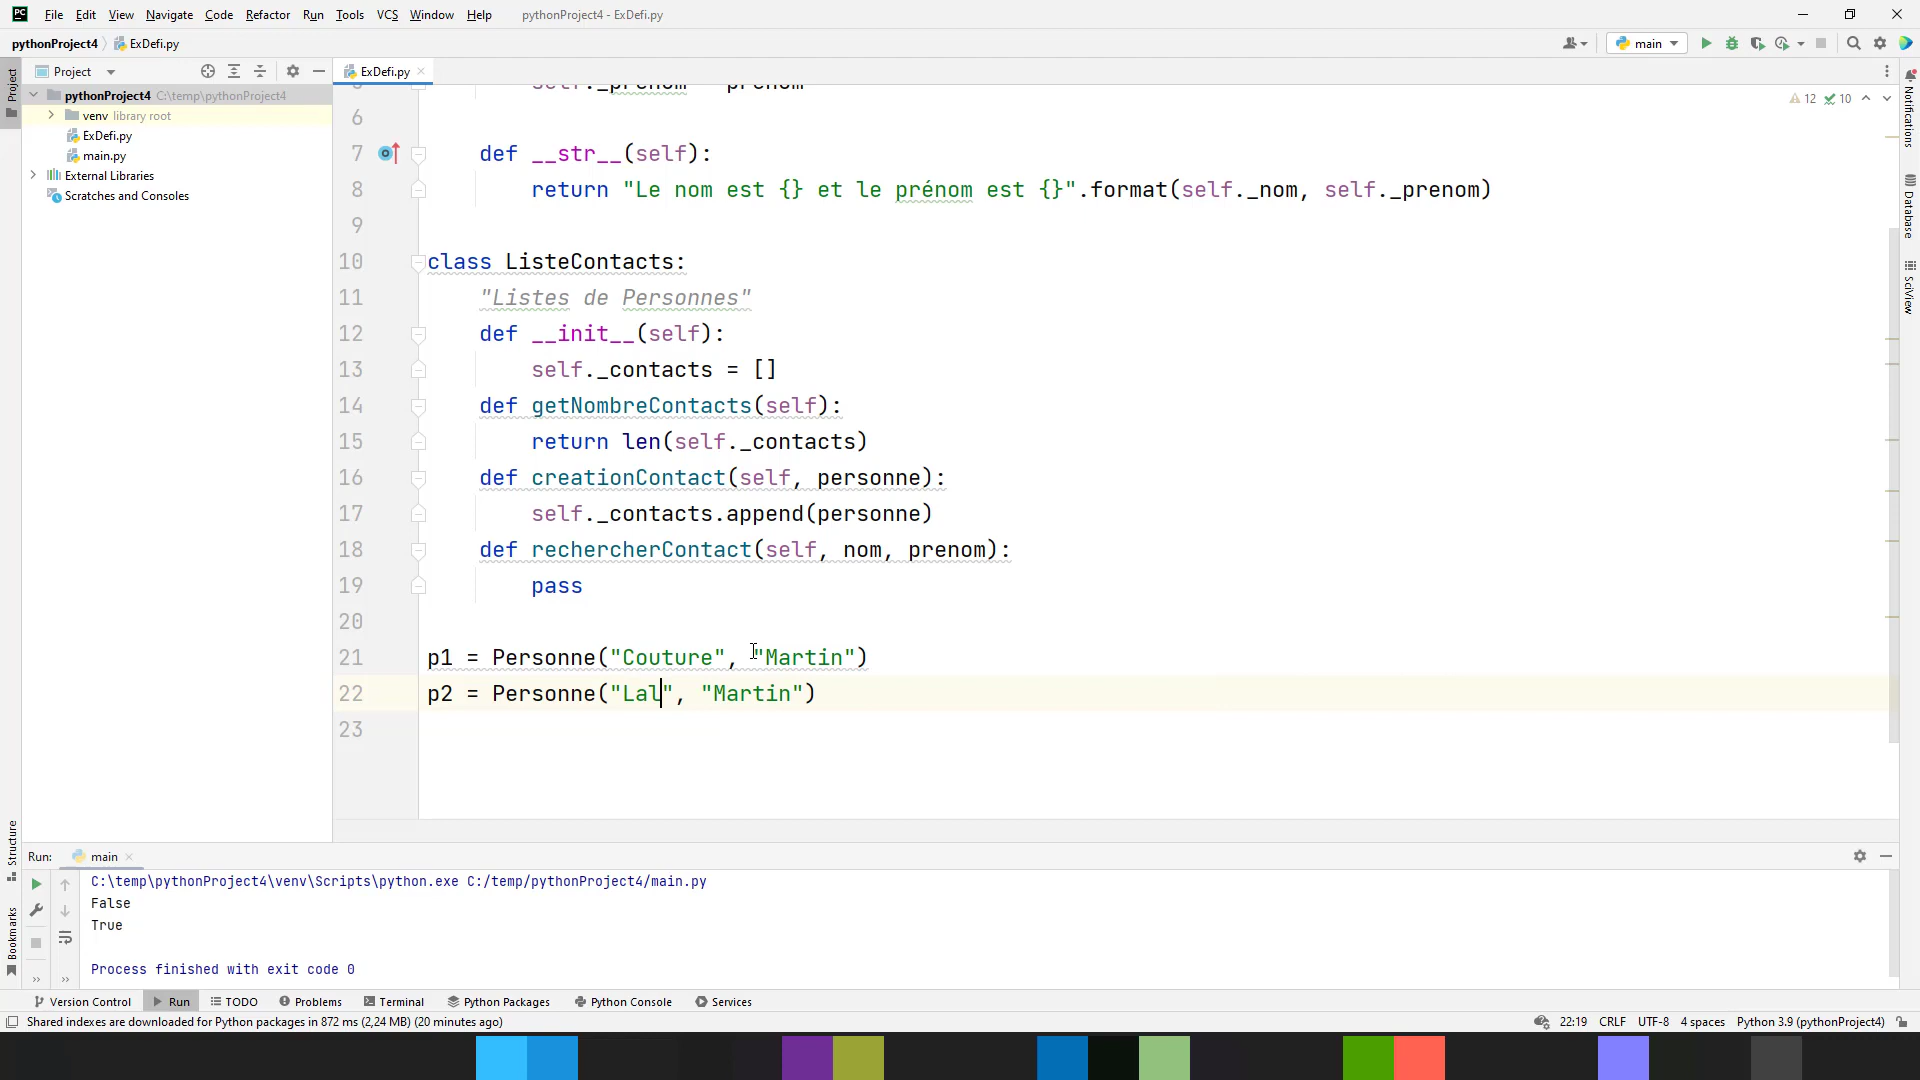 PC File Edit View Navigate Code Refactor Run Tools VCS Window Help pythonProject4 - ExDefi.py
pythonProject4 ExDefi.py main
Project ExDefi.py
pythonProject4 C:\temp\pythonProject4
venv library root
ExDefi.py
main.py
External Libraries
Scratches and Consoles
Project
Structure
Bookmarks
12 10
6
7 def __str__(self):
8 return "Le nom est {} et le prénom est {}".format(self._nom, self._prenom)
9
10 class ListeContacts:
11 "Listes de Personnes"
12 def __init__(self):
13 self._contacts = []
14 def getNombreContacts(self):
15 return len(self._contacts)
16 def creationContact(self, personne):
17 self._contacts.append(personne)
18 def rechercherContact(self, nom, prenom):
19 pass
20
21 p1 = Personne("Couture", "Martin")
22 p2 = Personne("Lal", "Martin")
23
Notifications
Database
SciView
Run: main
C:\temp\pythonProject4\venv\Scripts\python.exe C:/temp/pythonProject4/main.py
False
True
Process finished with exit code 0
Version Control Run TODO Problems Terminal Python Packages Python Console Services
Shared indexes are downloaded for Python packages in 872 ms (2,24 MB) (20 minutes ago) 22:19 CRLF UTF-8 4 spaces Python 3.9 (pythonProject4)